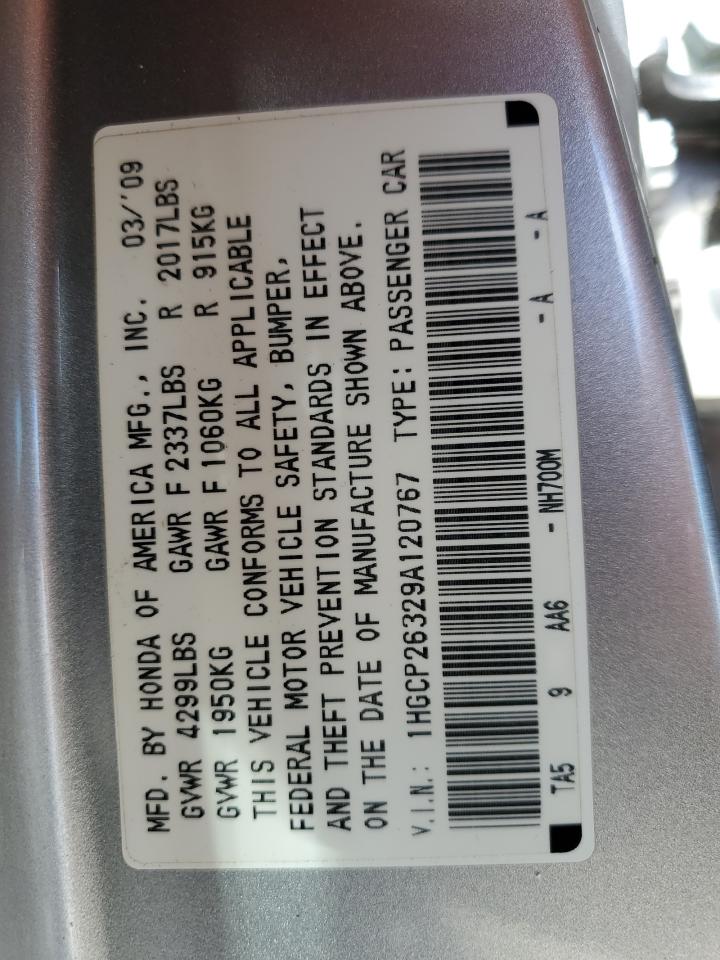 MFD. BY HONDA OF AMERICA MFG., INC. 03/'09
GVWR 4299LBS GAWR F 2337LBS R 2017LBS
GVWR 1950KG GAWR F 1060KG R 915KG
THIS VEHICLE CONFORMS TO ALL APPLICABLE
FEDERAL MOTOR VEHICLE SAFETY, BUMPER,
AND THEFT PREVENTION STANDARDS IN EFFECT
ON THE DATE OF MANUFACTURE SHOWN ABOVE.
V.I.N.: 1HGCP26329A120767 TYPE: PASSENGER CAR
TA5 9 AA6 - NH700M - A - A